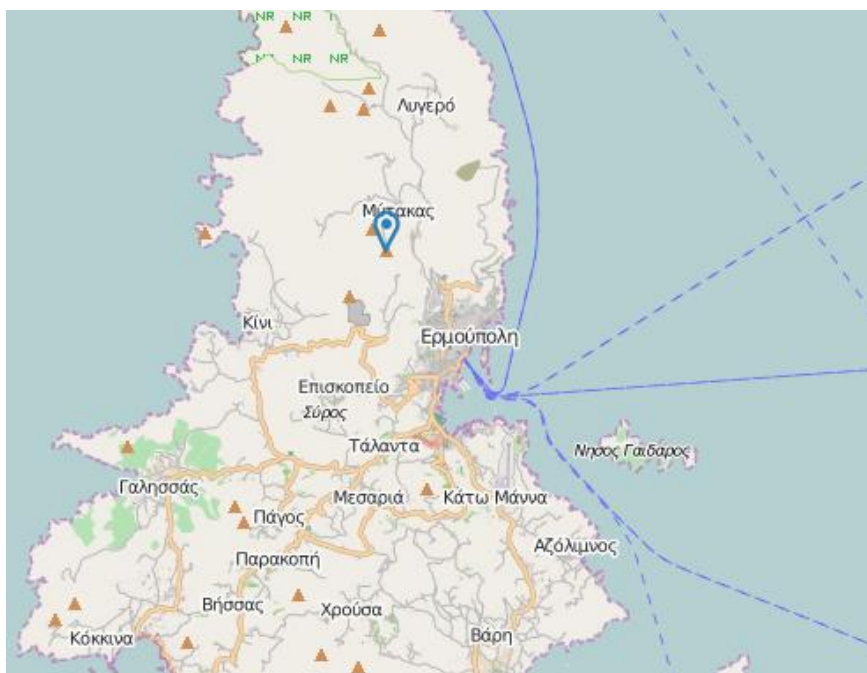 NR NR
NR NR NR
Λυγερό
Μύτακας
Κίνι
Ερμούπολη
Επισκοπείο
Σύρος
Τάλαντα
Νησος Γαιδαρος
Γαλησσάς
Μεσαριά
Κάτω Μάννα
Πάγος
Αζόλιμνος
Παρακοπή
Βήσσας
Χρούσα
Κόκκινα
Βάρη